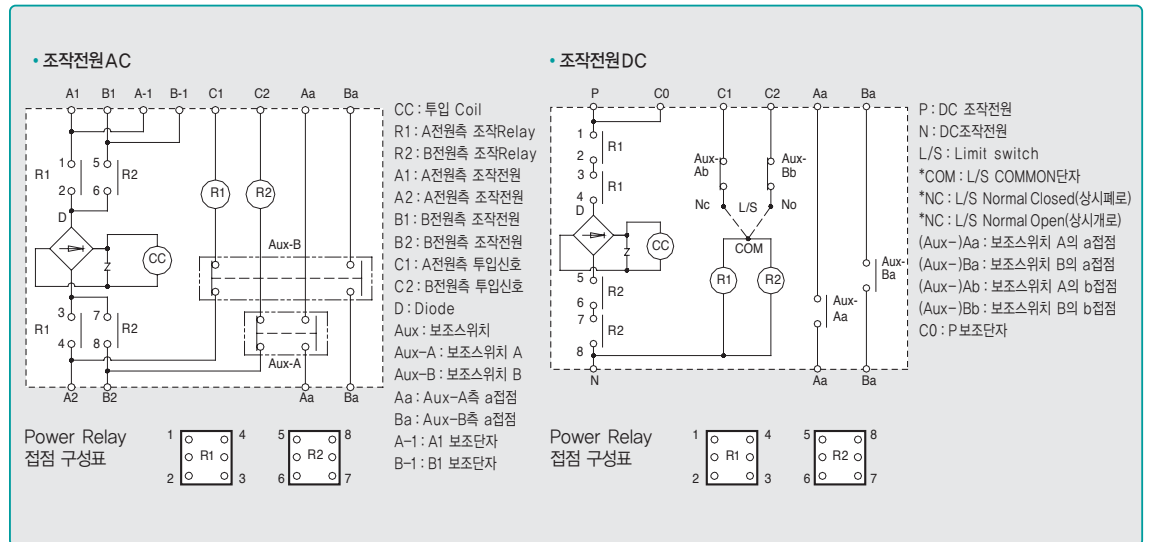 • 조작전원AC
A1 B1 A-1 B-1 C1 C2 Aa Ba
1 5
R1 R2
2 6
D
R1 R2
Z CC
Aux-B
3 7
R1 R2
4 8
Aux-A
A2 B2 Aa Ba
CC : 투입 Coil
R1 : A전원측 조작Relay
R2 : B전원측 조작Relay
A1 : A전원측 조작전원
A2 : A전원측 조작전원
B1 : B전원측 조작전원
B2 : B전원측 조작전원
C1 : A전원측 투입신호
C2 : B전원측 투입신호
D : Diode
Aux : 보조스위치
Aux-A : 보조스위치 A
Aux-B : 보조스위치 B
Aa : Aux-A측 a접점
Ba : Aux-B측 a접점
A-1 : A1 보조단자
B-1 : B1 보조단자
Power Relay
접점 구성표
1 R1 4
2 3
5 R2 8
6 7
• 조작전원DC
P C0 C1 C2 Aa Ba
1
R1
2
3
R1
4
D
Z CC
5
R2
6
7
R2
8
N
Aux-
Ab
Aux-
Bb
Nc L/S No
COM
R1 R2
Aux-
Aa
Aux-
Ba
Aa Ba
P : DC 조작전원
N : DC조작전원
L/S : Limit switch
*COM : L/S COMMON단자
*NC : L/S Normal Closed(상시폐로)
*NC : L/S Normal Open(상시개로)
(Aux-)Aa : 보조스위치 A의 a접점
(Aux-)Ba : 보조스위치 B의 a접점
(Aux-)Ab : 보조스위치 A의 b접점
(Aux-)Bb : 보조스위치 B의 b접점
C0 : P 보조단자
Power Relay
접점 구성표
1 R1 4
2 3
5 R2 8
6 7